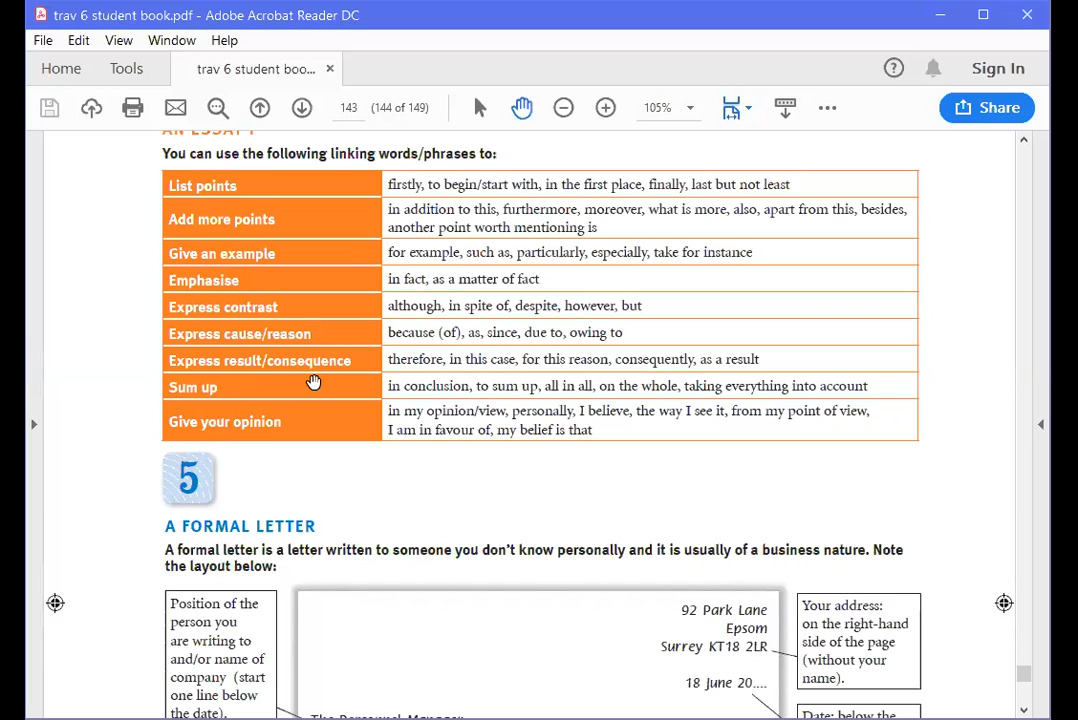 trav 6 student book.pdf - Adobe Acrobat Reader DC
File Edit View Window Help
Home Tools trav 6 student boo... × Sign In
143 (144 of 149) 105% Share
You can use the following linking words/phrases to:
List points firstly, to begin/start with, in the first place, finally, last but not least
Add more points in addition to this, furthermore, moreover, what is more, also, apart from this, besides,
another point worth mentioning is
Give an example for example, such as, particularly, especially, take for instance
Emphasise in fact, as a matter of fact
Express contrast although, in spite of, despite, however, but
Express cause/reason because (of), as, since, due to, owing to
Express result/consequence therefore, in this case, for this reason, consequently, as a result
Sum up in conclusion, to sum up, all in all, on the whole, taking everything into account
Give your opinion in my opinion/view, personally, I believe, the way I see it, from my point of view,
I am in favour of, my belief is that
5
A FORMAL LETTER
A formal letter is a letter written to someone you don't know personally and it is usually of a business nature. Note
the layout below:
Position of the
person you
are writing to
and/or name of
company (start
one line below
the date).
92 Park Lane
Epsom
Surrey KT18 2LR
18 June 20....
The Personnel Manager
Your address:
on the right-hand
side of the page
(without your
name).
Date: below the